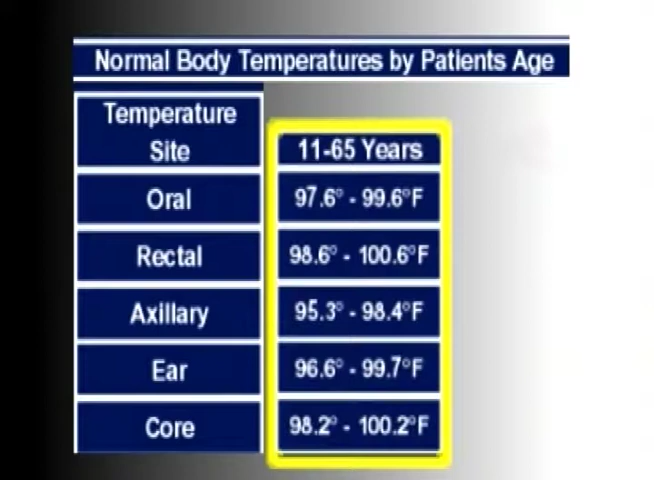 Normal Body Temperatures by Patients Age
Temperature
Site
11-65 Years
Oral
97.6° - 99.6°F
Rectal
98.6° - 100.6°F
Axillary
95.3° - 98.4°F
Ear
96.6° - 99.7°F
Core
98.2° - 100.2°F